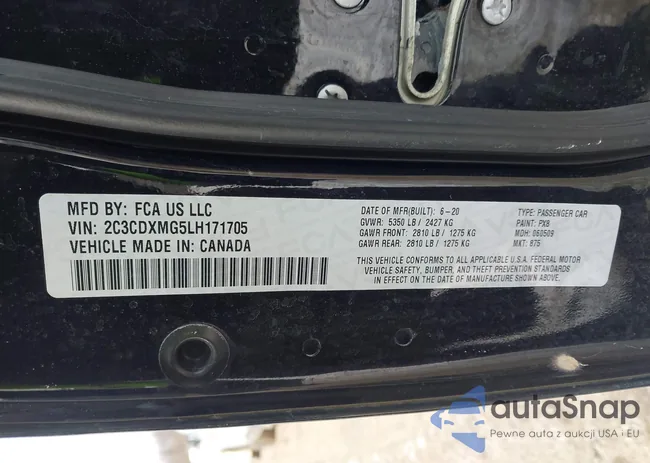 MFD BY: FCA US LLC
VIN: 2C3CDXMG5LH171705
VEHICLE MADE IN: CANADA
DATE OF MFR(BUILT): 6-20
GVWR: 5350 LB / 2427 KG
GAWR FRONT: 2810 LB / 1275 KG
GAWR REAR: 2810 LB / 1275 KG
TYPE: PASSENGER CAR
PAINT: PX8
MDH: 060509
MKT: 875
THIS VEHICLE CONFORMS TO ALL APPLICABLE U.S.A. FEDERAL MOTOR
VEHICLE SAFETY, BUMPER, AND THEFT PREVENTION STANDARDS
IN EFFECT ON THE DATE OF MANUFACTURE SHOWN ABOVE.
autaSnap
Pewne auta z aukcji USA i EU